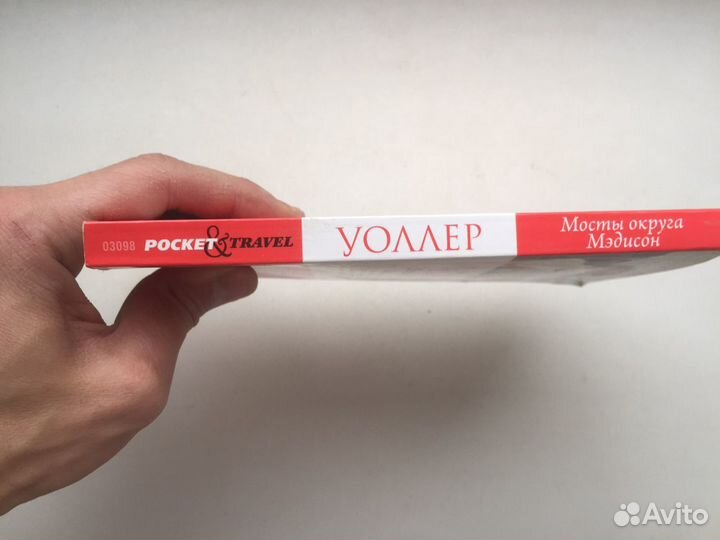 03098 POCKET & TRAVEL
УОЛЛЕР
Мосты округа
Мэдисон
Avito